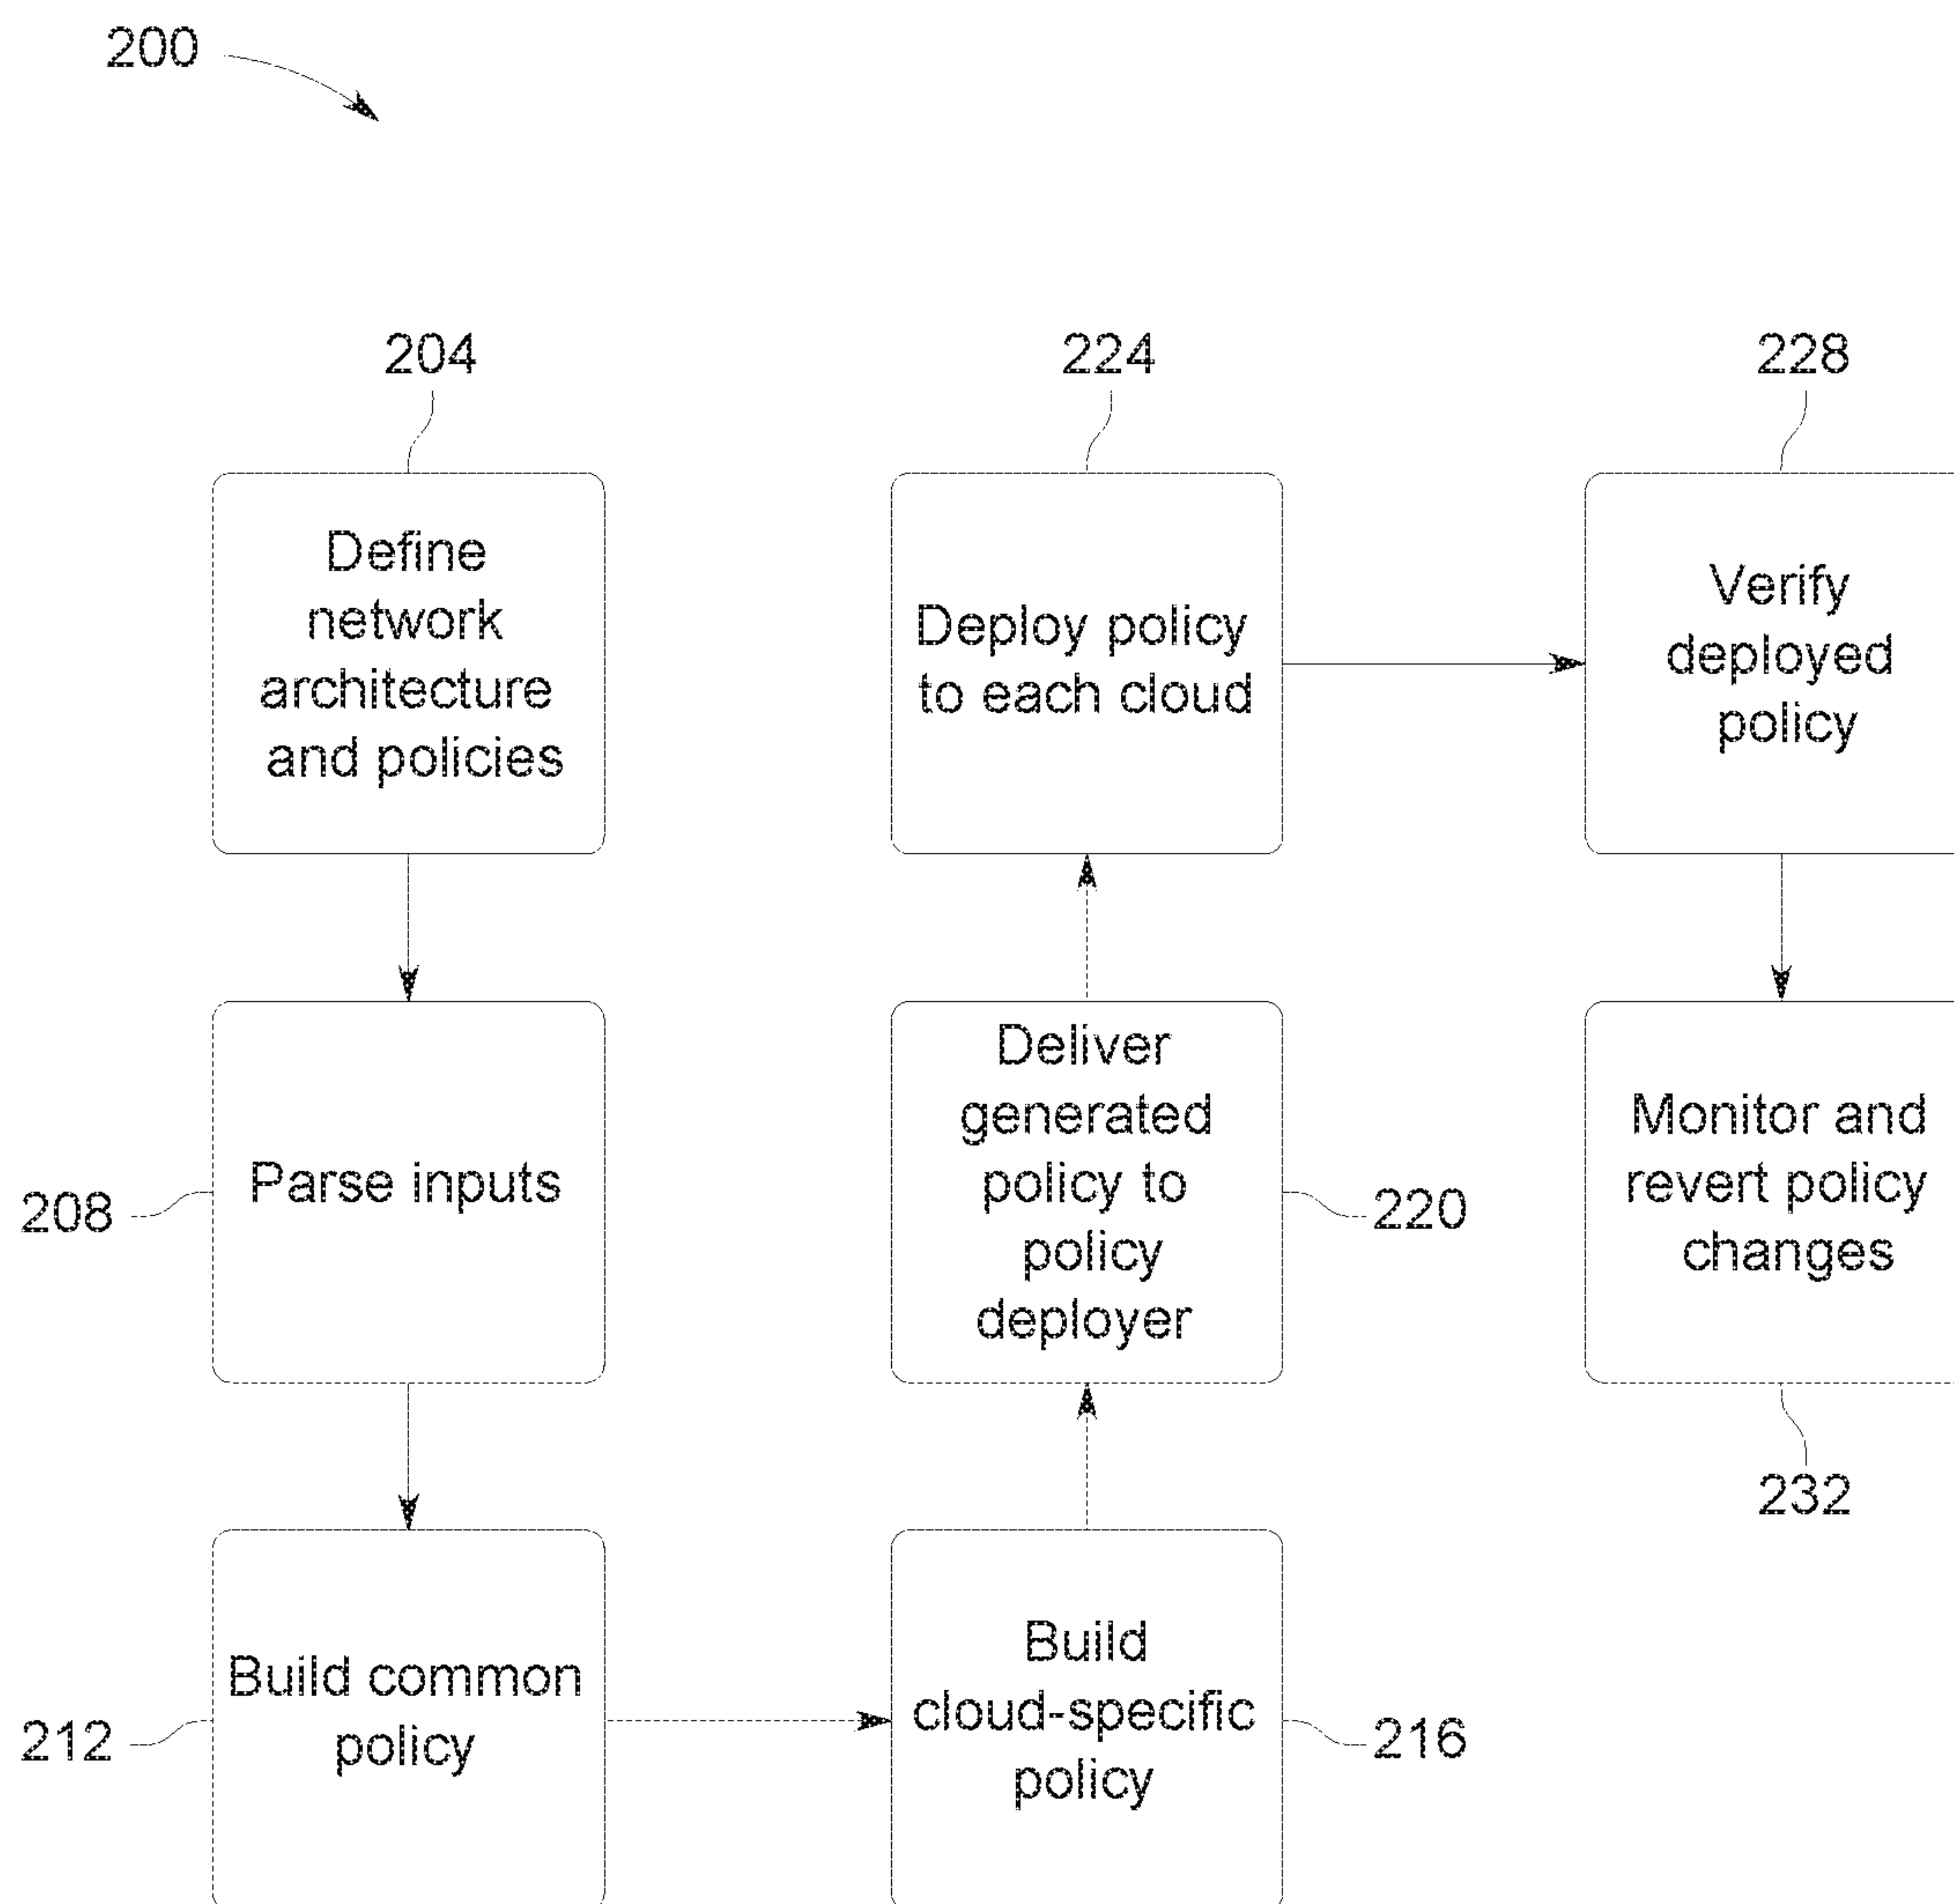 200
204
Define
network
architecture
and policies
208
Parse inputs
212
Build common
policy
Build
cloud-specific
policy
216
Deliver
generated
policy to
policy
deployer
220
224
Deploy policy
to each cloud
228
Verify
deployed
policy
Monitor and
revert policy
changes
232